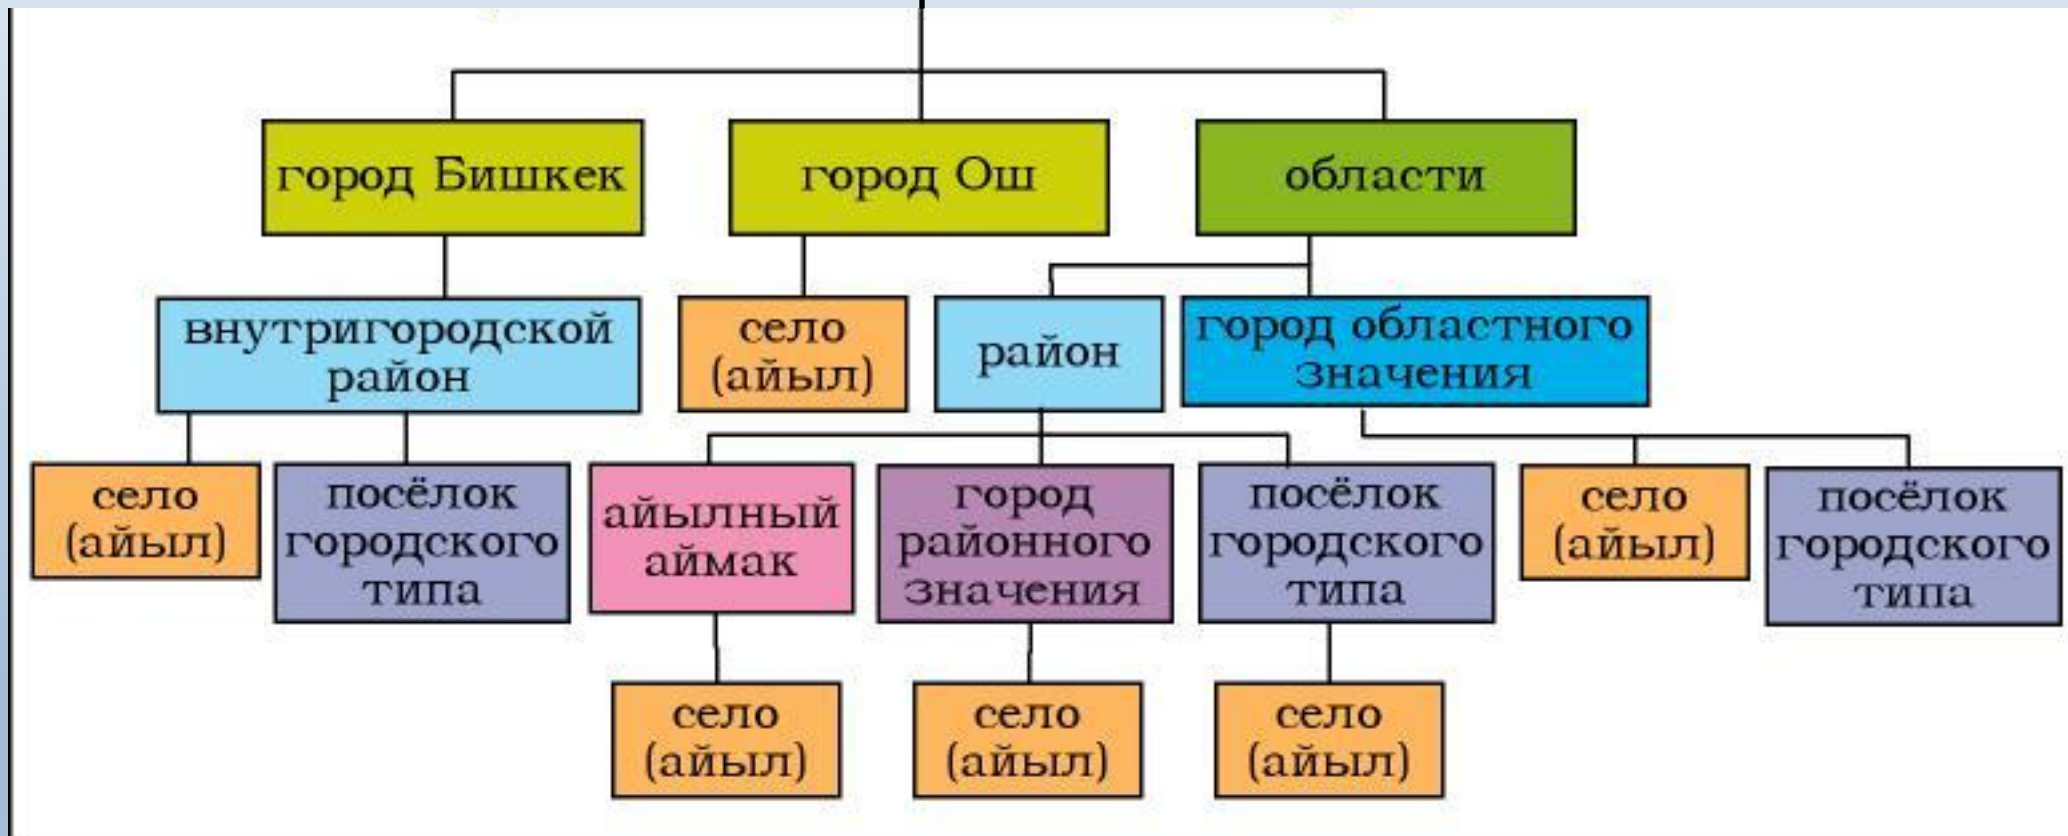 город Бишкек
город Ош
области
внутригородской
район
село
(айыл)
район
город областного
значения
село
(айыл)
посёлок
городского
типа
айылный
аймак
город
районного
значения
посёлок
городского
типа
село
(айыл)
посёлок
городского
типа
село
(айыл)
село
(айыл)
село
(айыл)